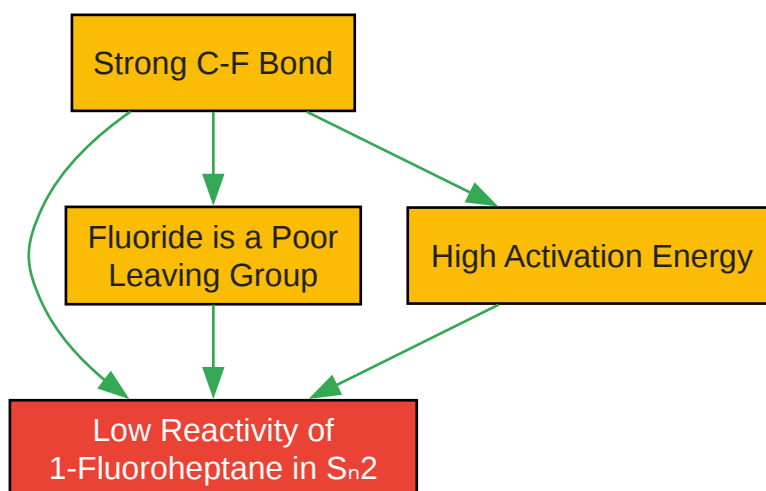 Strong C-F Bond
Fluoride is a Poor
Leaving Group
High Activation Energy
Low Reactivity of
1-Fluoroheptane in Sₙ2